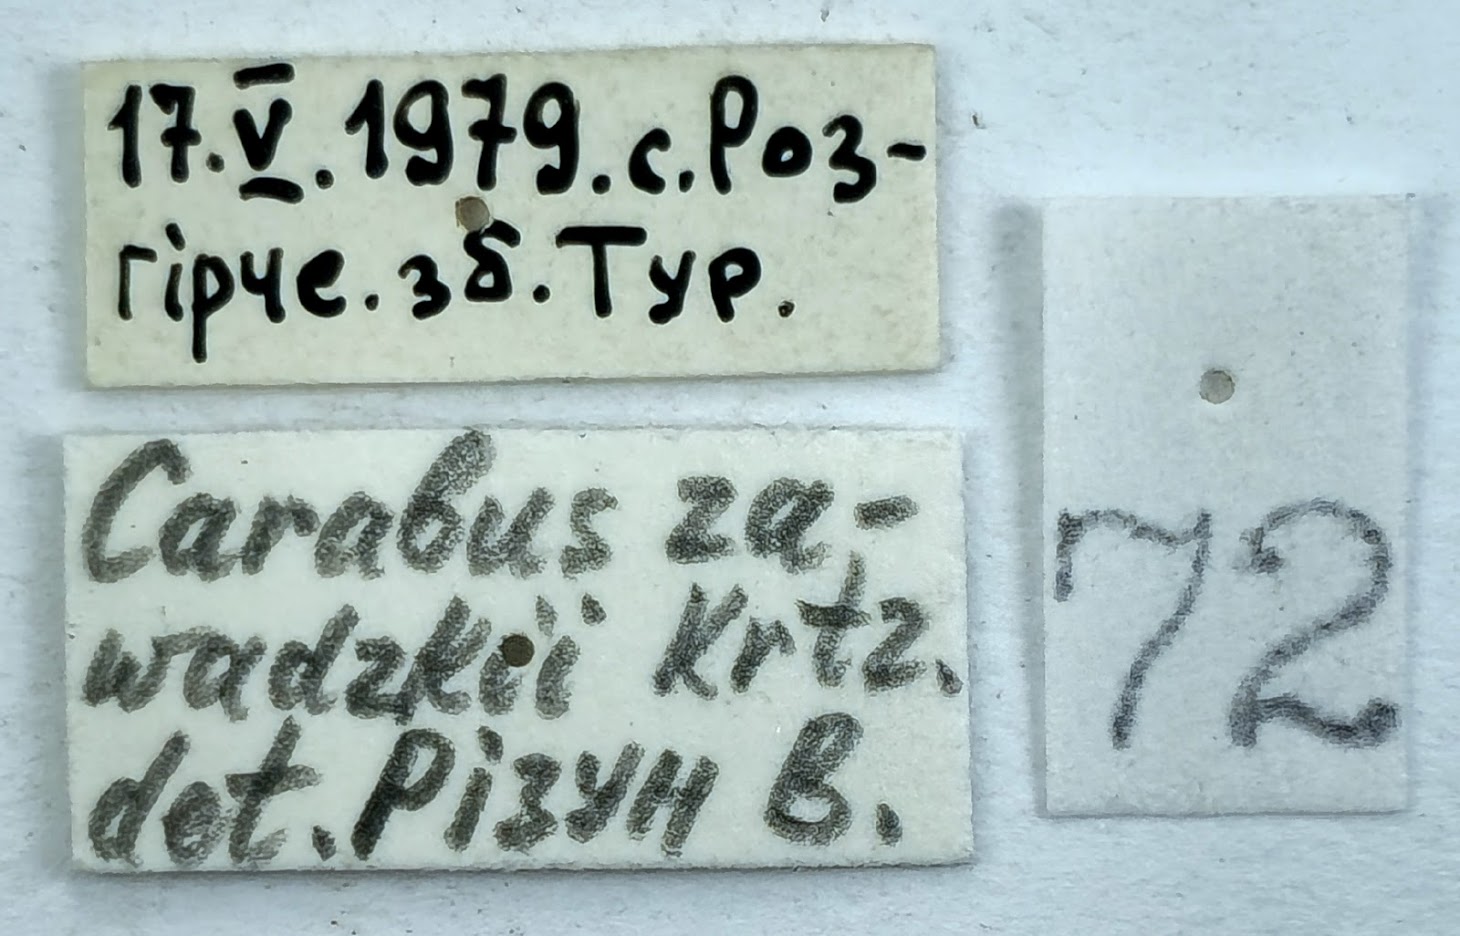 17.V.1979.с.Роз-
гірче.зб.Тур.
Carabus za-
wadzkii Krtz.
det. Різун В.
72